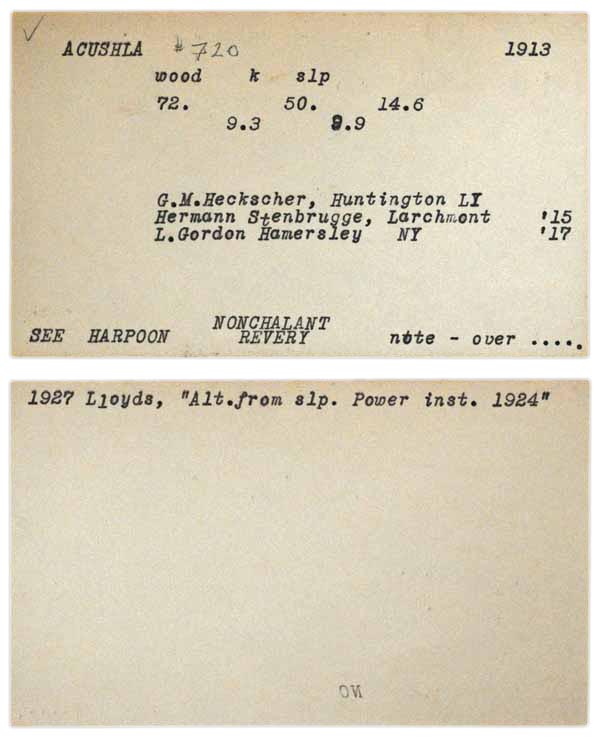 ACUSHLA #720 1913
wood k slp
72. 50. 14.6
9.3 9.9
G.M.Heckscher, Huntington LI
Hermann Stenbrugge, Larchmont '15
L.Gordon Hamersley NY '17
NONCHALANT
SEE HARPOON REVERY note - over .....
1927 Lloyds, "Alt.from slp. Power inst. 1924"